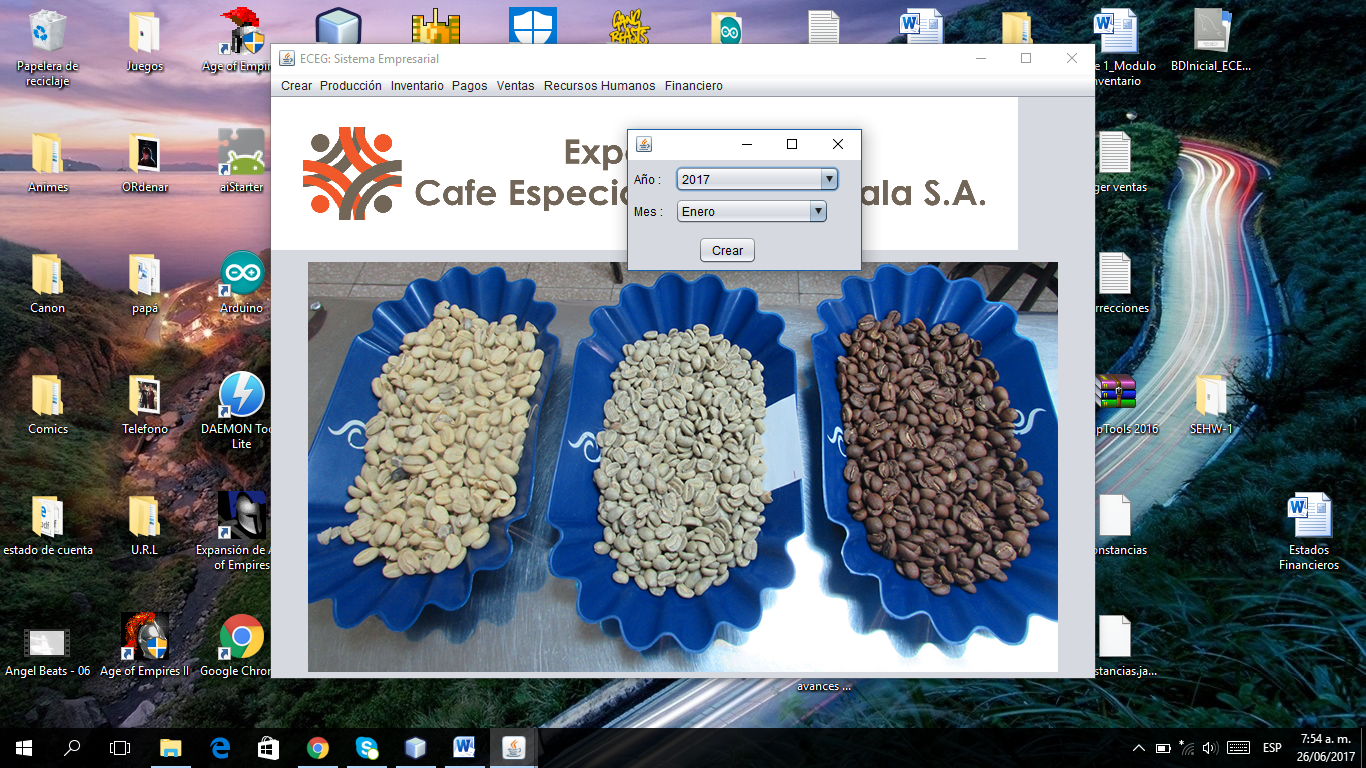 Papelera de
reciclaje
Juegos
Age of Empir
e 1_Modulo
nventario
BDInicial_ECE...
ECEG: Sistema Empresarial
Crear Producción Inventario Pagos Ventas Recursos Humanos Financiero
Expo
Cafe Especia
ala S.A.
Año :
2017
Mes :
Enero
Crear
Animes
ORdenar
aiStarter
ger ventas
Canon
papá
Arduino
rrecciones
Comics
Telefono
DAEMON Too
Lite
pTools 2016
SEHW-1
estado de cuenta
U.R.L
Expansión de A
of Empires
onstancias
Estados
Financieros
Angel Beats - 06
Age of Empires II
Google Chron
stancias.ja...
avances ...
ESP
7:54 a. m.
26/06/2017